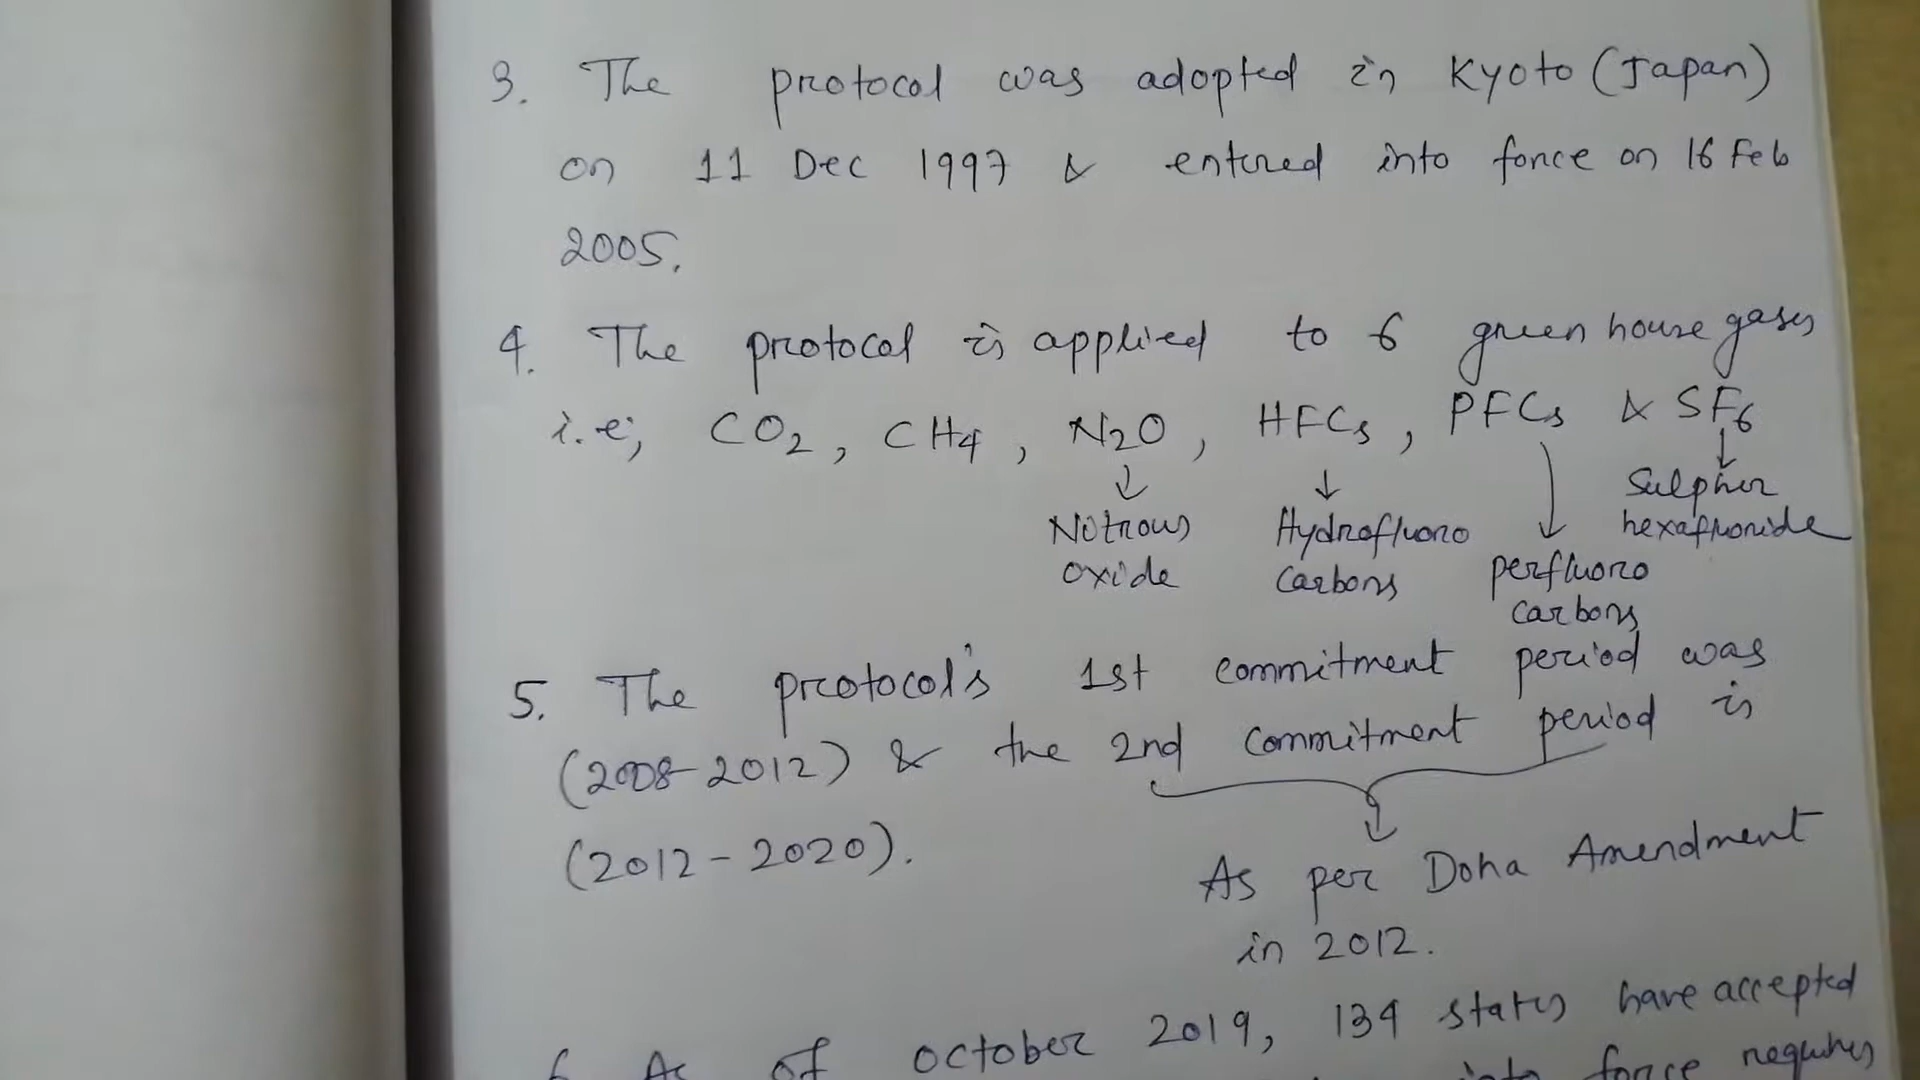 3. The protocol was adopted in Kyoto (Japan)
on 11 Dec 1997 & entered into force on 16 Feb
2005.
4. The protocol is applied to 6 green house gases
i.e; CO2, CH4, N2O, HFCs, PFCs & SF6
Nitrous oxide
Hydrofluoro carbons
perfluoro carbons
Sulphur hexafluoride
5. The protocol's 1st commitment period was
(2008-2012) & the 2nd commitment period is
(2012-2020).
As per Doha Amendment
in 2012.
6. As of october 2019, 134 states have accepted
into force requires